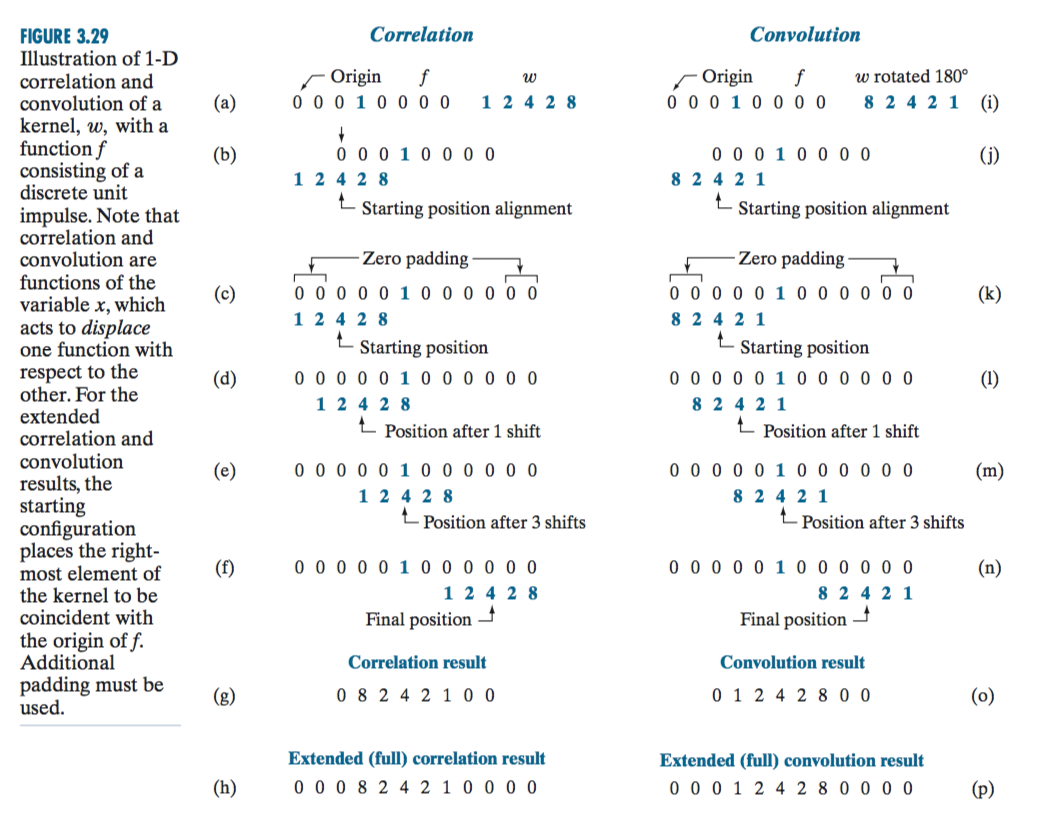 FIGURE 3.29
Illustration of 1-D
correlation and
convolution of a
kernel, w, with a
function f
consisting of a
discrete unit
impulse. Note that
correlation and
convolution are
functions of the
variable x, which
acts to displace
one function with
respect to the
other. For the
extended
correlation and
convolution
results, the
starting
configuration
places the right-
most element of
the kernel to be
coincident with
the origin of f.
Additional
padding must be
used.
Correlation
Origin f w
(a) 0 0 0 1 0 0 0 0 1 2 4 2 8
(b) 0 0 0 1 0 0 0 0
1 2 4 2 8
Starting position alignment
Zero padding
(c) 0 0 0 0 0 1 0 0 0 0 0 0
1 2 4 2 8
Starting position
(d) 0 0 0 0 0 1 0 0 0 0 0 0
1 2 4 2 8
Position after 1 shift
(e) 0 0 0 0 0 1 0 0 0 0 0 0
1 2 4 2 8
Position after 3 shifts
(f) 0 0 0 0 0 1 0 0 0 0 0 0
1 2 4 2 8
Final position
Correlation result
(g) 0 8 2 4 2 1 0 0
Extended (full) correlation result
(h) 0 0 0 8 2 4 2 1 0 0 0 0
Convolution
Origin f w rotated 180°
0 0 0 1 0 0 0 0 8 2 4 2 1 (i)
0 0 0 1 0 0 0 0 (j)
8 2 4 2 1
Starting position alignment
Zero padding
0 0 0 0 0 1 0 0 0 0 0 0 (k)
8 2 4 2 1
Starting position
0 0 0 0 0 1 0 0 0 0 0 0 (l)
8 2 4 2 1
Position after 1 shift
0 0 0 0 0 1 0 0 0 0 0 0 (m)
8 2 4 2 1
Position after 3 shifts
0 0 0 0 0 1 0 0 0 0 0 0 (n)
8 2 4 2 1
Final position
Convolution result
0 1 2 4 2 8 0 0 (o)
Extended (full) convolution result
0 0 0 1 2 4 2 8 0 0 0 0 (p)